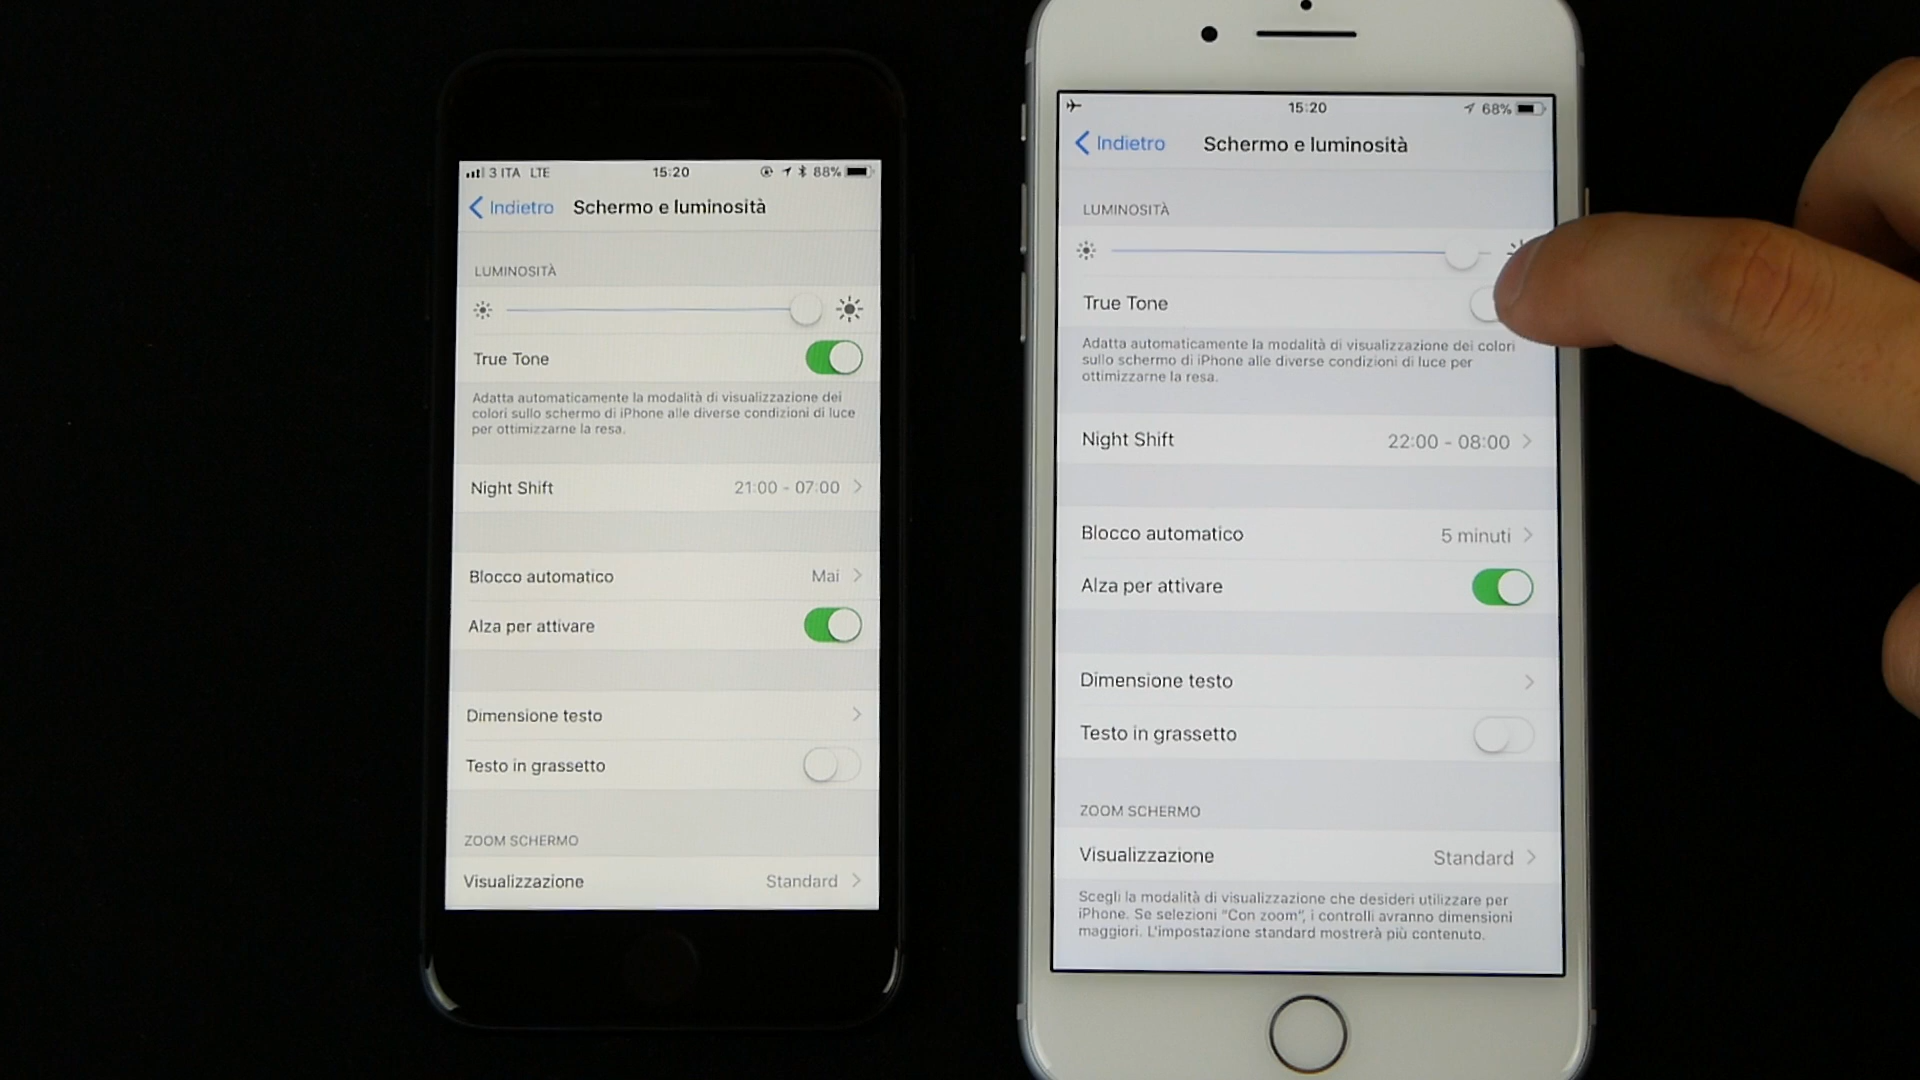 3 ITA LTE 15:20 88%
Indietro Schermo e luminosità
LUMINOSITÀ
True Tone
Adatta automaticamente la modalità di visualizzazione dei
colori sullo schermo di iPhone alle diverse condizioni di luce
per ottimizzarne la resa.
Night Shift 21:00 - 07:00
Blocco automatico Mai
Alza per attivare
Dimensione testo
Testo in grassetto
ZOOM SCHERMO
Visualizzazione Standard
15:20 68%
Indietro Schermo e luminosità
LUMINOSITÀ
True Tone
Adatta automaticamente la modalità di visualizzazione dei colori
sullo schermo di iPhone alle diverse condizioni di luce per
ottimizzarne la resa.
Night Shift 22:00 - 08:00
Blocco automatico 5 minuti
Alza per attivare
Dimensione testo
Testo in grassetto
ZOOM SCHERMO
Visualizzazione Standard
Scegli la modalità di visualizzazione che desideri utilizzare per
iPhone. Se selezioni “Con zoom”, i controlli avranno dimensioni
maggiori. L'impostazione standard mostrerà più contenuto.